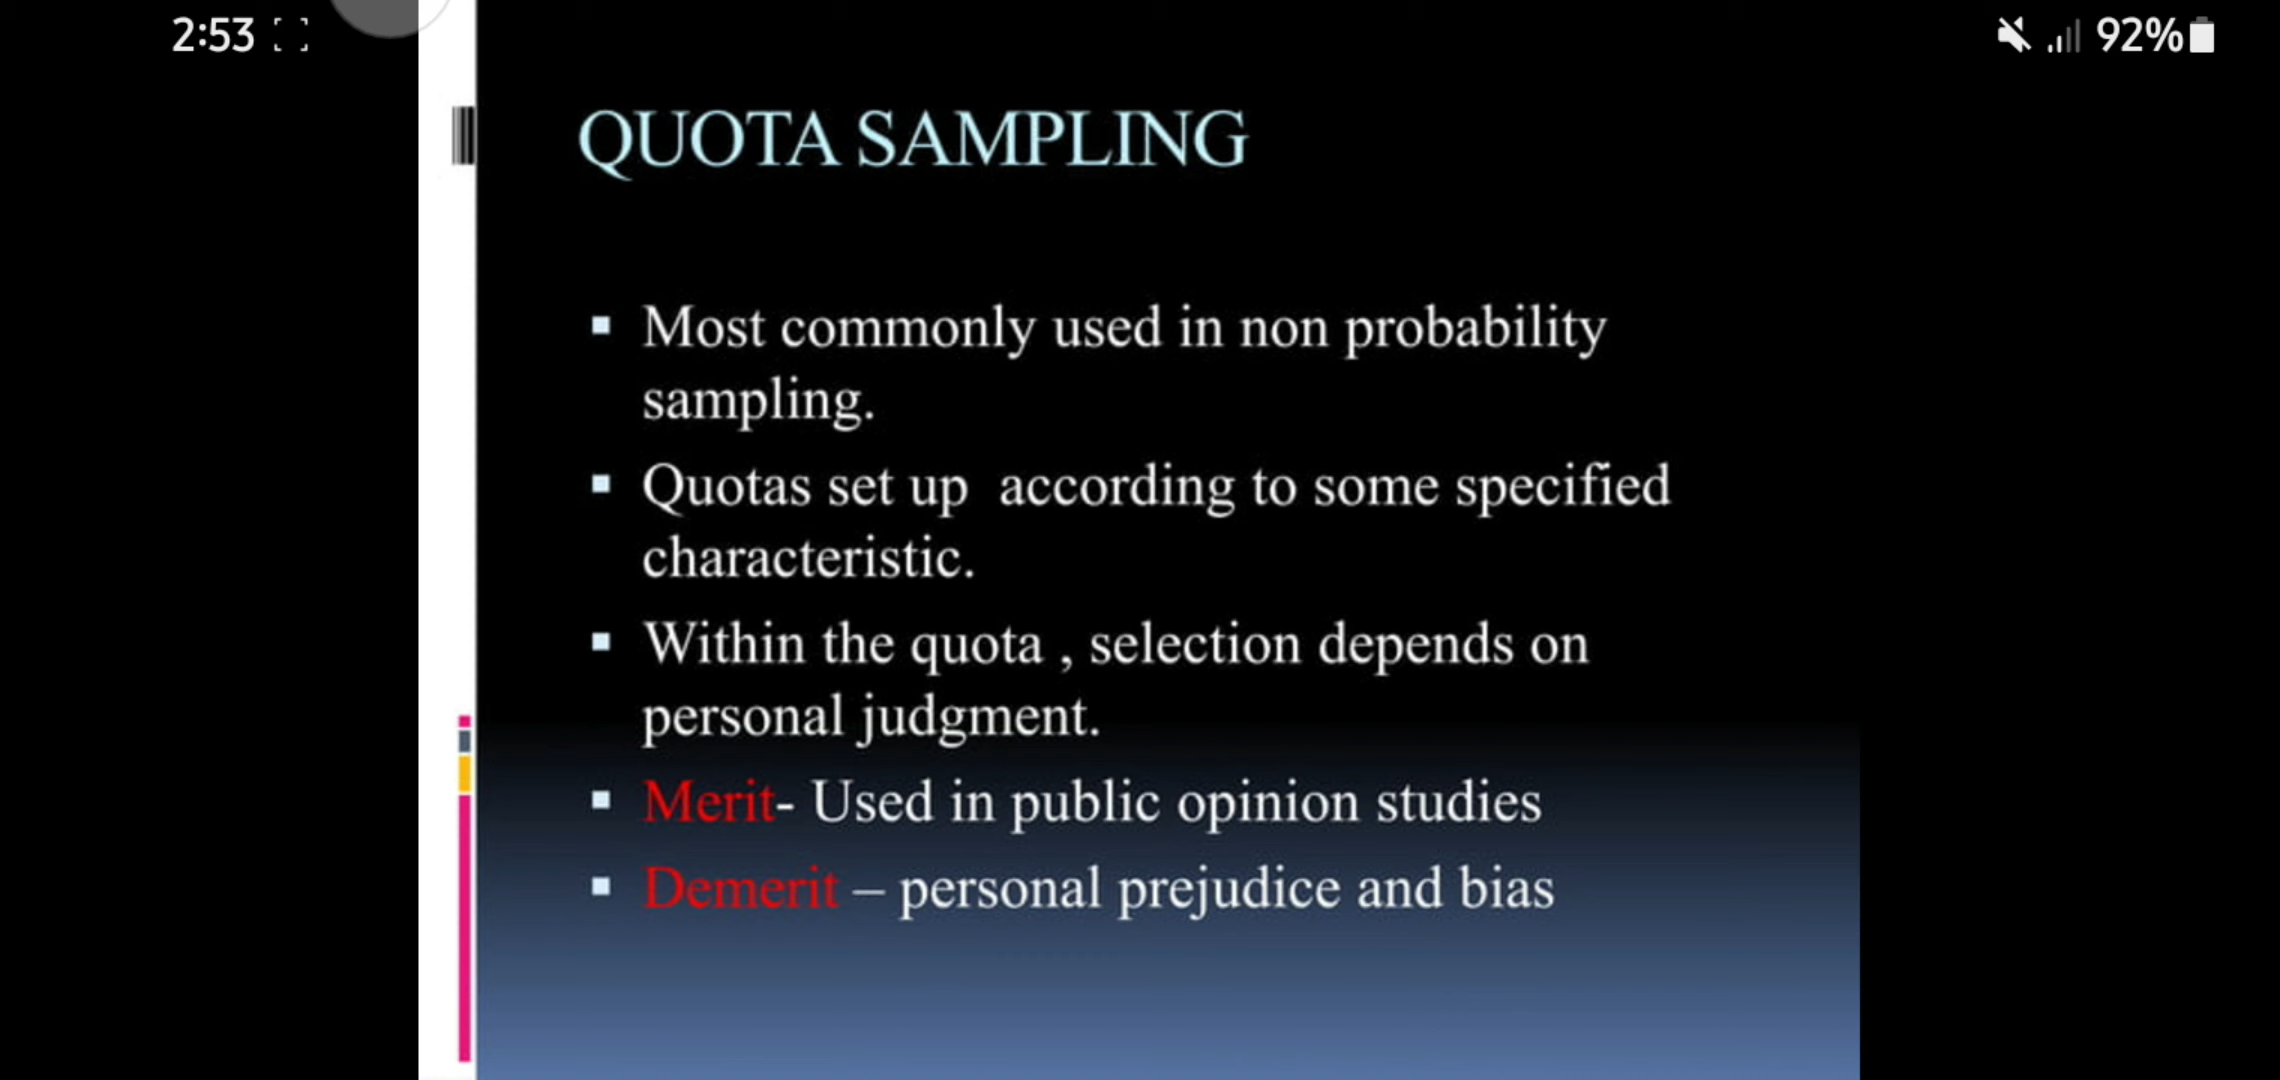 2:53
92%
QUOTA SAMPLING
▪ Most commonly used in non probability
sampling.
▪ Quotas set up  according to some specified
characteristic.
▪ Within the quota , selection depends on
personal judgment.
▪ Merit- Used in public opinion studies
▪ Demerit – personal prejudice and bias